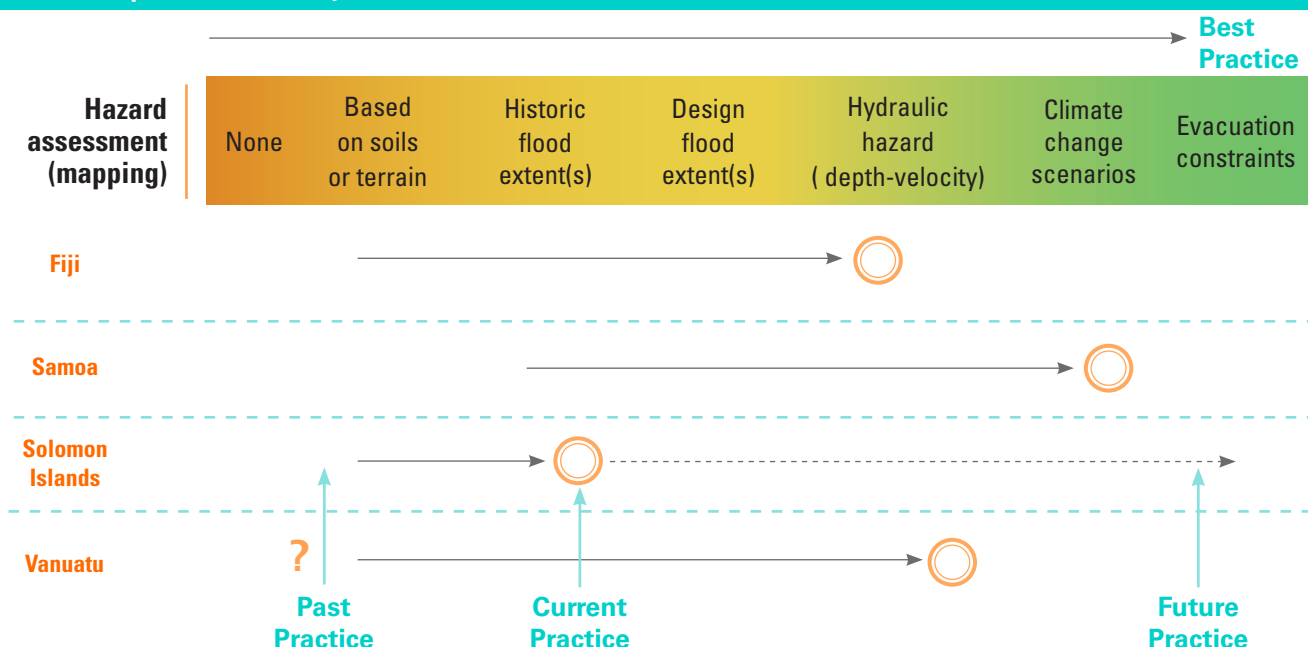 Best
Practice
Hazard
assessment
(mapping)
None
Based
on soils
or terrain
Historic
flood
extent(s)
Design
flood
extent(s)
Hydraulic
hazard
( depth-velocity)
Climate
change
scenarios
Evacuation
constraints
Fiji
Samoa
Solomon
Islands
Vanuatu
?
Past
Practice
Current
Practice
Future
Practice